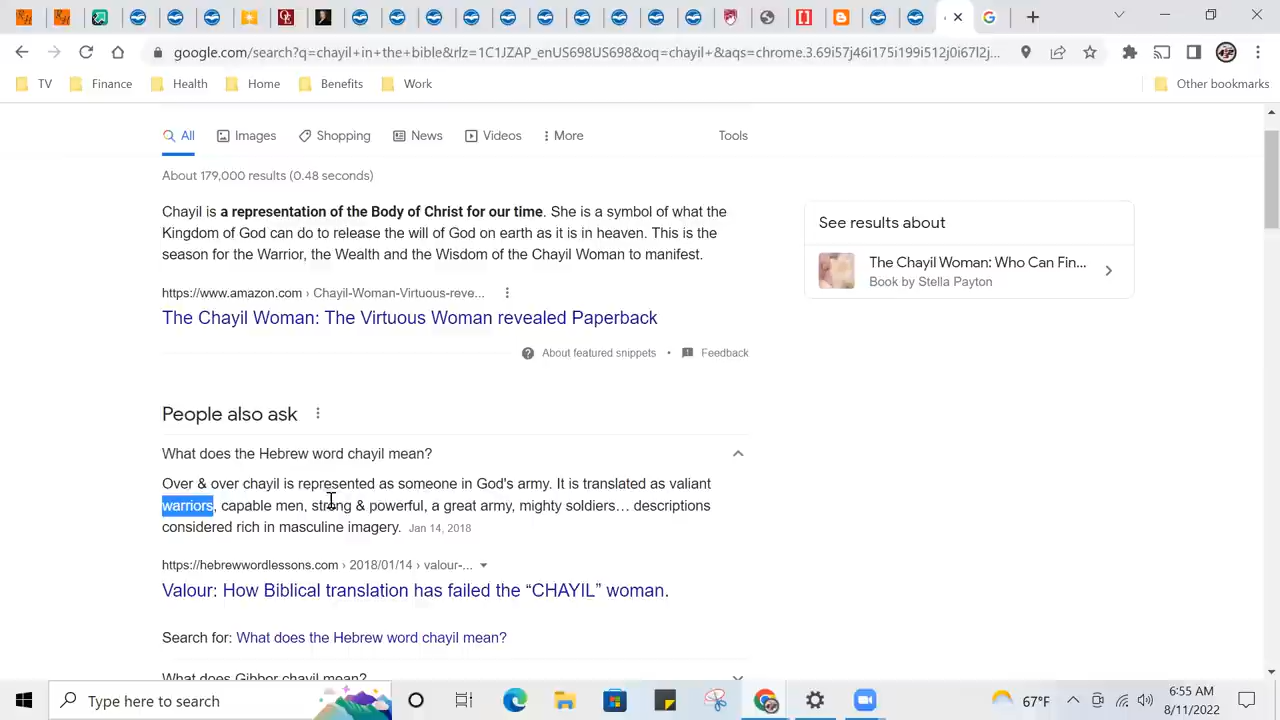 google.com/search?q=chayil+in+the+bible&rlz=1C1JZAP_enUS698US698&oq=chayil+&aqs=chrome.3.69i57j46i175i199i512j0i67l2j...
TV Finance Health Home Benefits Work Other bookmarks
All Images Shopping News Videos More Tools
About 179,000 results (0.48 seconds)
Chayil is a representation of the Body of Christ for our time. She is a symbol of what the
Kingdom of God can do to release the will of God on earth as it is in heaven. This is the
season for the Warrior, the Wealth and the Wisdom of the Chayil Woman to manifest.
https://www.amazon.com › Chayil-Woman-Virtuous-reve...
The Chayil Woman: The Virtuous Woman revealed Paperback
About featured snippets • Feedback
See results about
The Chayil Woman: Who Can Fin...
Book by Stella Payton
People also ask
What does the Hebrew word chayil mean?
Over & over chayil is represented as someone in God's army. It is translated as valiant
warriors, capable men, strong & powerful, a great army, mighty soldiers… descriptions
considered rich in masculine imagery. Jan 14, 2018
https://hebrewwordlessons.com › 2018/01/14 › valour-...
Valour: How Biblical translation has failed the “CHAYIL” woman.
Search for: What does the Hebrew word chayil mean?
What does Gibbor chayil mean?
Type here to search
67°F
6:55 AM
8/11/2022